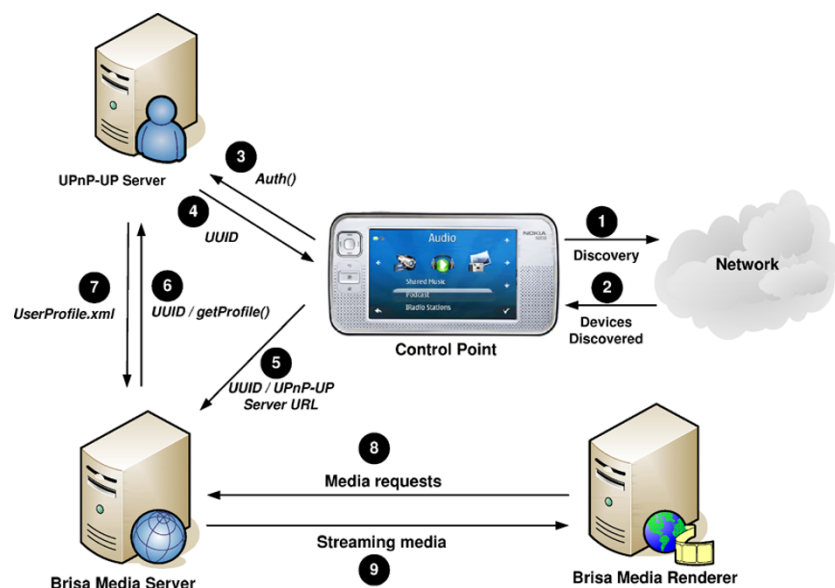 UPnP-UP Server
3
Auth()
4
UUID
1
Discovery
Network
2
Devices
Discovered
NOKIA
Audio
Shared Music
Podcast
IRadio Stations
Control Point
7
UserProfile.xml
6
UUID / getProfile()
5
UUID / UPnP-UP
Server URL
8
Media requests
Streaming media
9
Brisa Media Server
Brisa Media Renderer